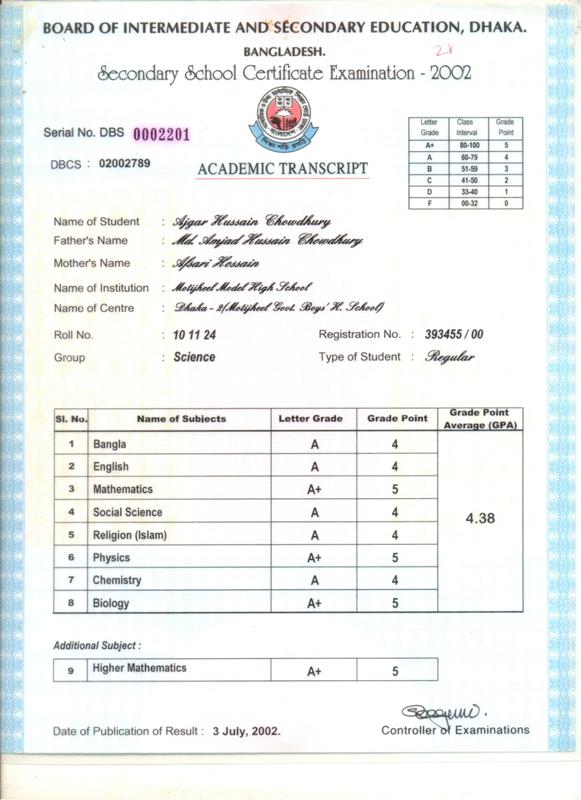 BOARD OF INTERMEDIATE AND SECONDARY EDUCATION, DHAKA.
BANGLADESH.
21
Secondary School Certificate Examination - 2002
Serial No. DBS 0002201
DBCS : 02002789
ACADEMIC TRANSCRIPT
Letter Grade Class Interval Grade Point
A+ 80-100 5
A 60-79 4
B 51-59 3
C 41-50 2
D 33-40 1
F 00-32 0
Name of Student : Ajgar Hussain Chowdhury
Father's Name : Md. Amjad Hussain Chowdhury
Mother's Name : Afsari Hossain
Name of Institution : Motijheel Model High School
Name of Centre : Dhaka - 2(Motijheel Govt. Boys' H. School)
Roll No. : 10 11 24 Registration No. : 393455 / 00
Group : Science Type of Student : Regular
Sl. No. Name of Subjects Letter Grade Grade Point Grade Point Average (GPA)
1 Bangla A 4
2 English A 4
3 Mathematics A+ 5
4 Social Science A 4
4.38
5 Religion (Islam) A 4
6 Physics A+ 5
7 Chemistry A 4
8 Biology A+ 5
Additional Subject :
9 Higher Mathematics A+ 5
Date of Publication of Result : 3 July, 2002.
Controller of Examinations